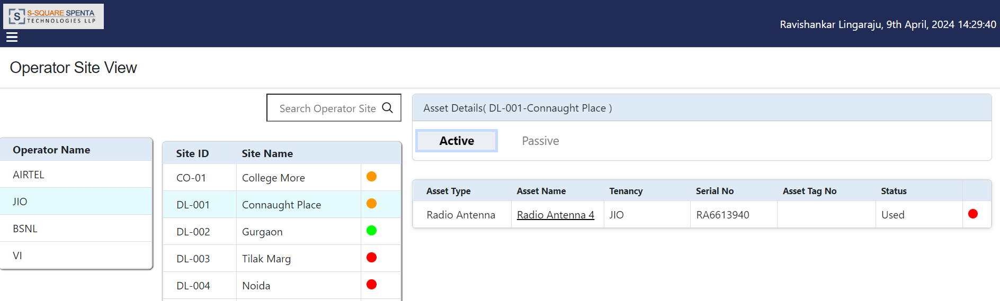 S
S-SQUARE SPENTA
TECHNOLOGIES LLP
Ravishankar Lingaraju, 9th April, 2024 14:29:40
Operator Site View
Search Operator Site
Operator Name
AIRTEL
JIO
BSNL
VI
Site ID Site Name
CO-01 College More
DL-001 Connaught Place
DL-002 Gurgaon
DL-003 Tilak Marg
DL-004 Noida
Asset Details( DL-001-Connaught Place )
Active Passive
Asset Type Asset Name Tenancy Serial No Asset Tag No Status
Radio Antenna Radio Antenna 4 JIO RA6613940 Used